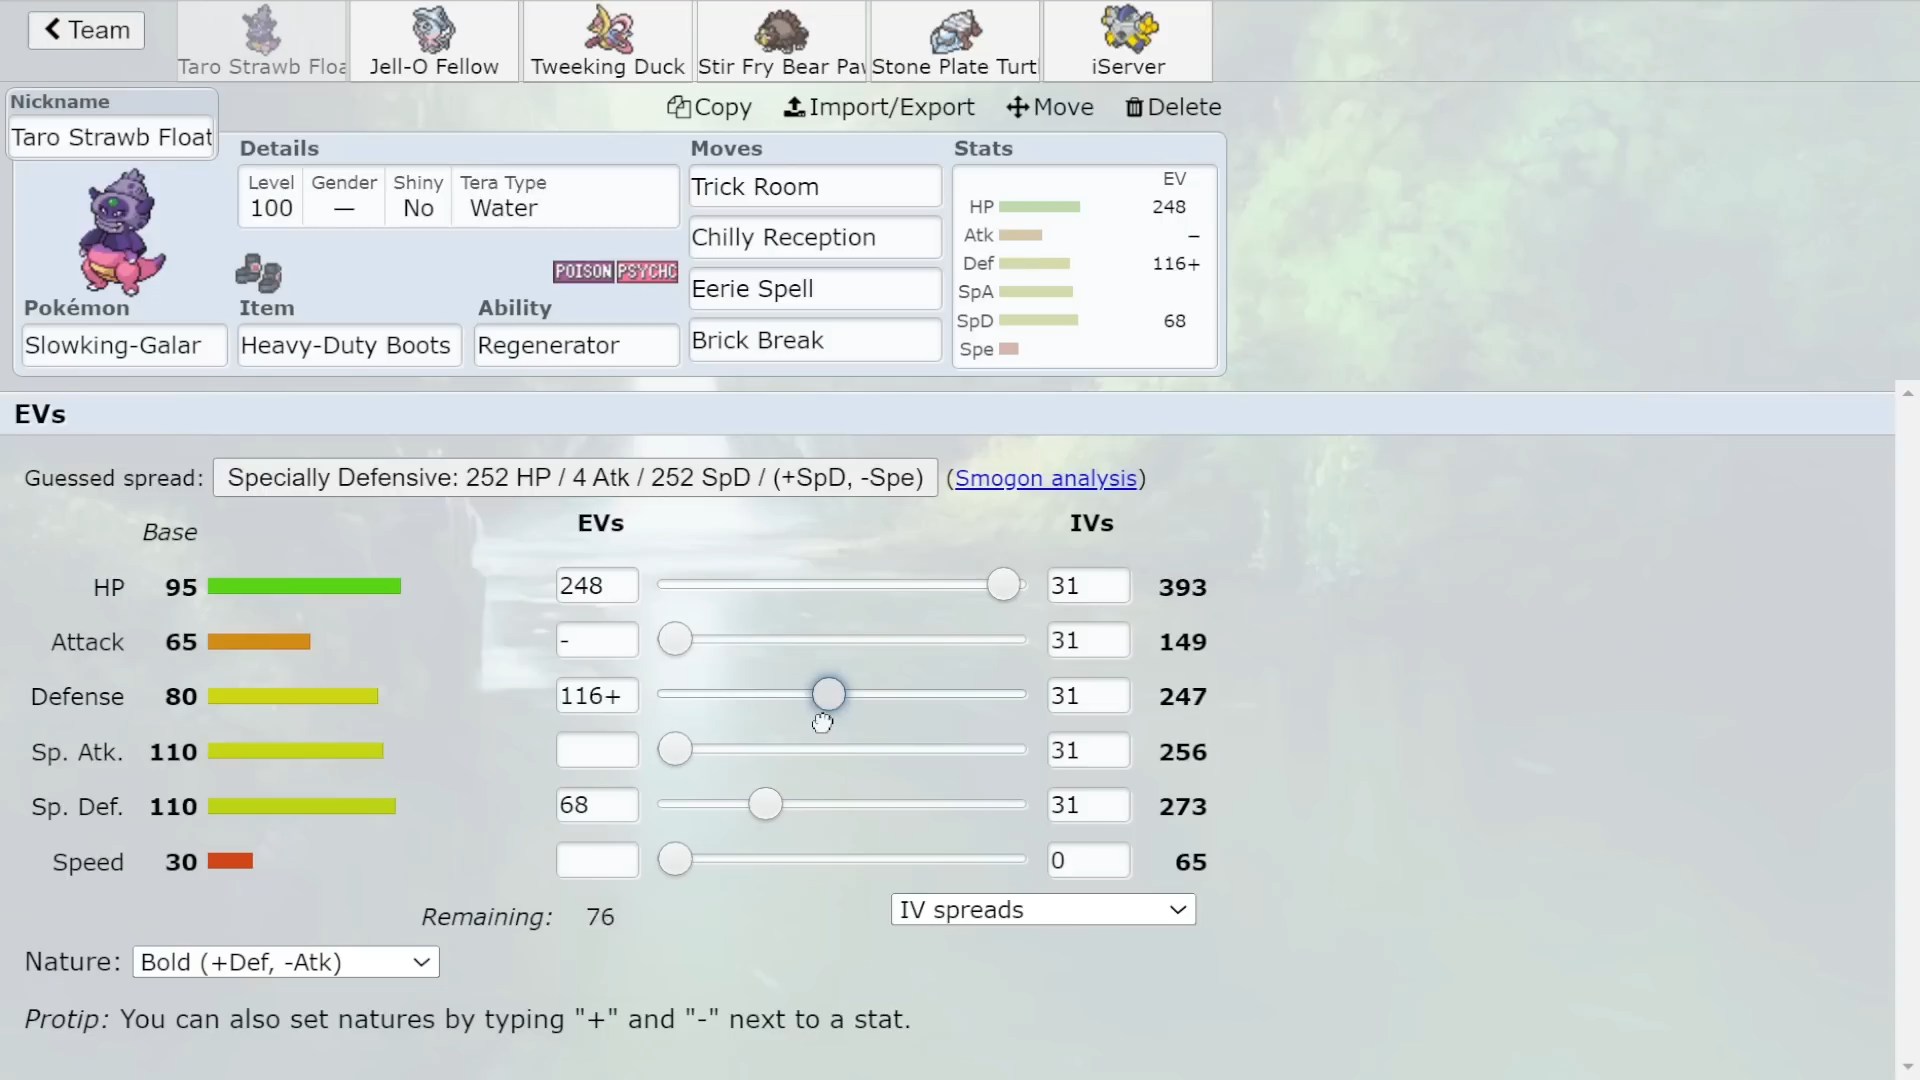 Team
Taro Strawb Floa
Jell-O Fellow
Tweeking Duck
Stir Fry Bear Pa
Stone Plate Turt
iServer
Nickname
Taro Strawb Float
Copy
Import/Export
Move
Delete
Details
Level
100
Gender
—
Shiny
No
Tera Type
Water
POISON
PSYCHC
Pokémon
Slowking-Galar
Item
Heavy-Duty Boots
Ability
Regenerator
Moves
Trick Room
Chilly Reception
Eerie Spell
Brick Break
Stats
EV
HP 248
Atk –
Def 116+
SpA
SpD 68
Spe
EVs
Guessed spread: Specially Defensive: 252 HP / 4 Atk / 252 SpD / (+SpD, -Spe) (Smogon analysis)
Base EVs IVs
HP 95 248 31 393
Attack 65 - 31 149
Defense 80 116+ 31 247
Sp. Atk. 110 31 256
Sp. Def. 110 68 31 273
Speed 30 0 65
Remaining: 76 IV spreads
Nature: Bold (+Def, -Atk)
Protip: You can also set natures by typing "+" and "-" next to a stat.